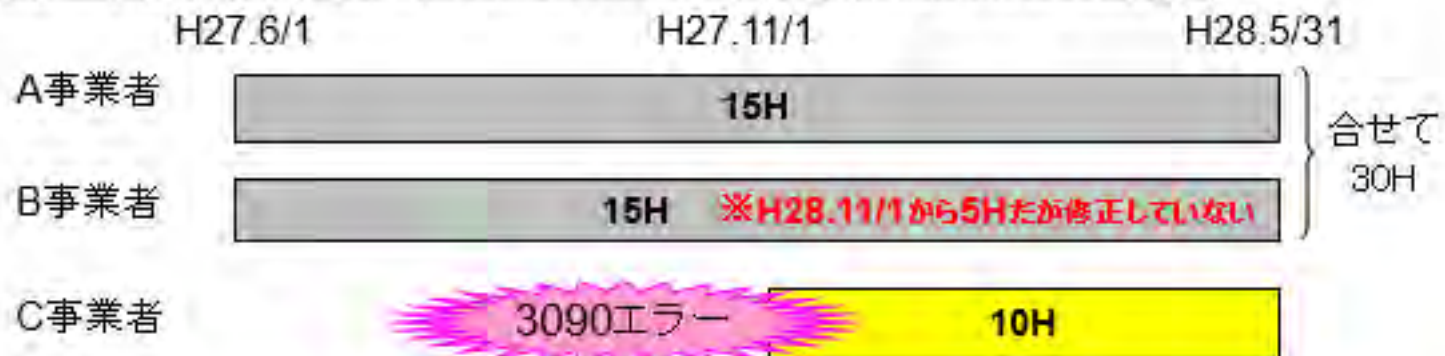 H27.6/1 H27.11/1 H28.5/31
A事業者 15H
合せて
30H
B事業者 15H ※H28.11/1から5Hだが修正していない
C事業者 3090エラー 10H